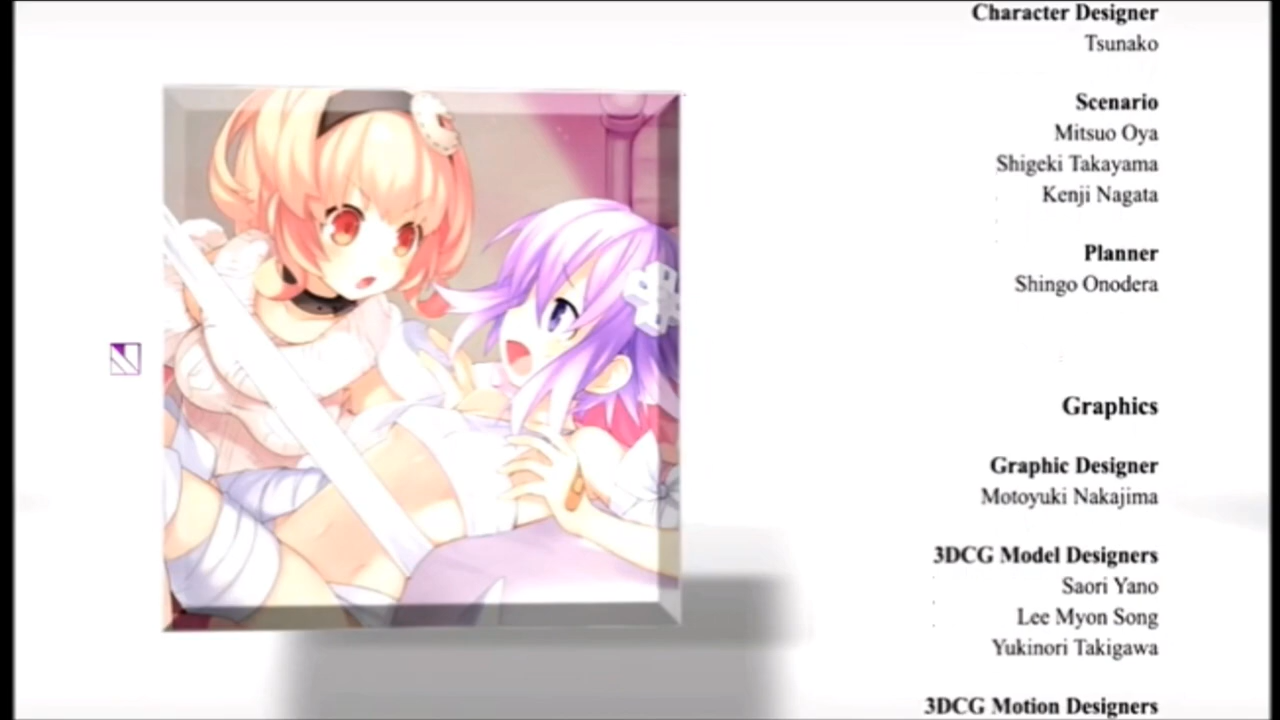 Character Designer
Tsunako
Scenario
Mitsuo Oya
Shigeki Takayama
Kenji Nagata
Planner
Shingo Onodera
Graphics
Graphic Designer
Motoyuki Nakajima
3DCG Model Designers
Saori Yano
Lee Myon Song
Yukinori Takigawa
3DCG Motion Designers